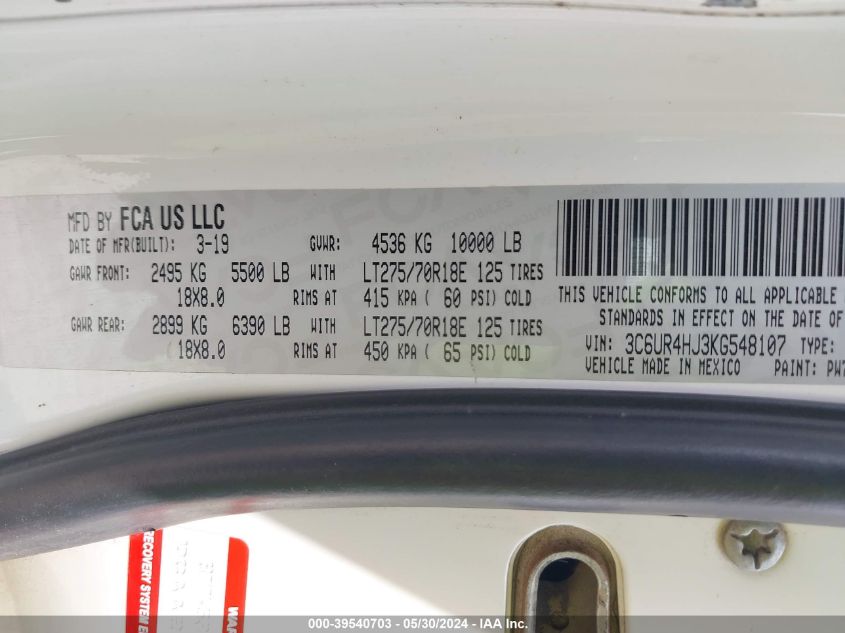 MFD BY FCA US LLC
DATE OF MFR(BUILT): 3-19 GVWR: 4536 KG 10000 LB
GAWR FRONT: 2495 KG 5500 LB WITH LT275/70R18E 125 TIRES
18X8.0 RIMS AT 415 KPA ( 60 PSI) COLD
GAWR REAR: 2899 KG 6390 LB WITH LT275/70R18E 125 TIRES
18X8.0 RIMS AT 450 KPA ( 65 PSI) COLD
THIS VEHICLE CONFORMS TO ALL APPLICABLE
STANDARDS IN EFFECT ON THE DATE OF
VIN: 3C6UR4HJ3KG548107 TYPE:
VEHICLE MADE IN MEXICO PAINT: PW7
RECOVERY SYSTEM
WAR
000-39540703 - 05/30/2024 - IAA Inc.